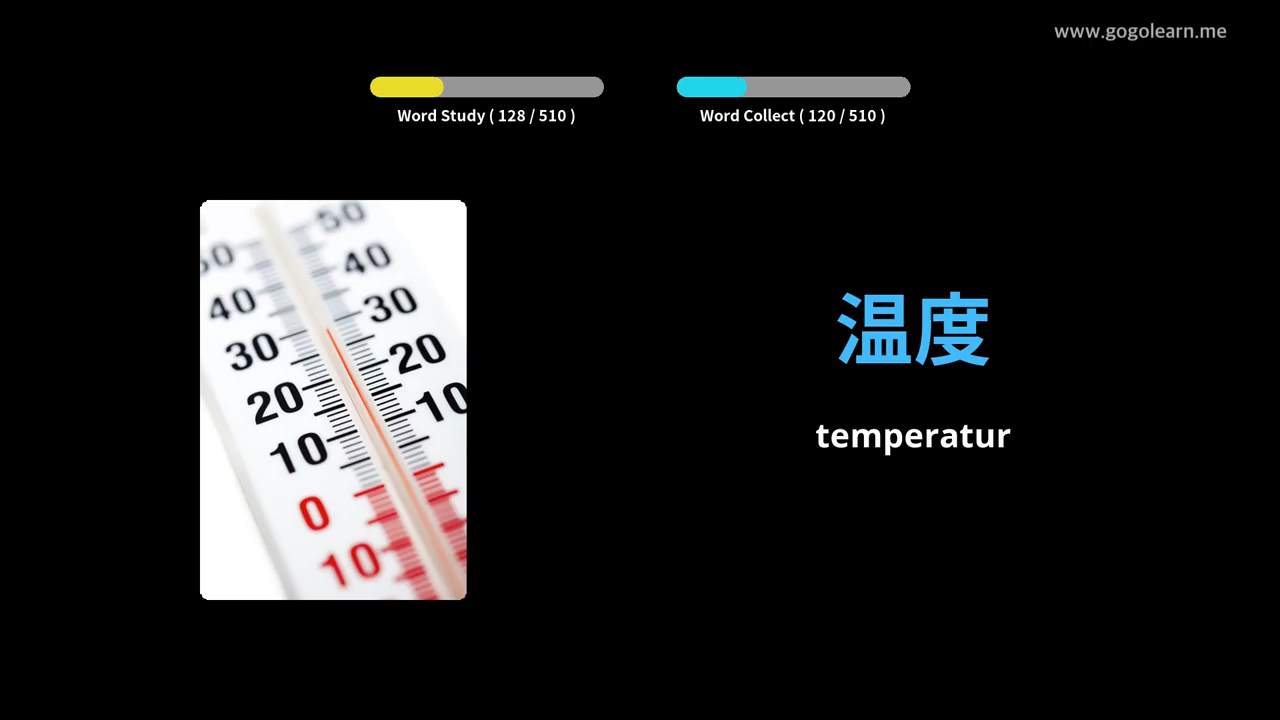 www.gogolearn.me
Word Study ( 128 / 510 )
Word Collect ( 120 / 510 )
50
40
40
30
30
20
20
10
10
0
10
温度
temperatur